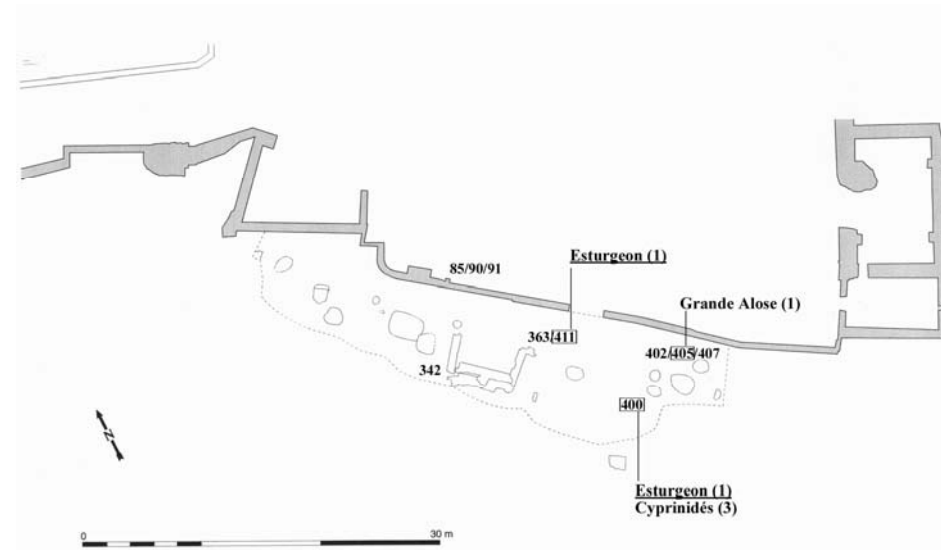 85/90/91
Esturgeon (1)
Grande Alose (1)
363/411
402/405/407
342
400
N
Esturgeon (1)
Cyprinidés (3)
0
30 m